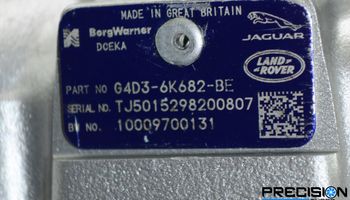 MADE IN GREAT BRITAIN
BorgWarner
DCEKA
JAGUAR
LAND-
ROVER
PART NO G4D3-6K682-BE
SERIAL NO. TJ5015298200807
BW NO. 10009700131
PRECISION